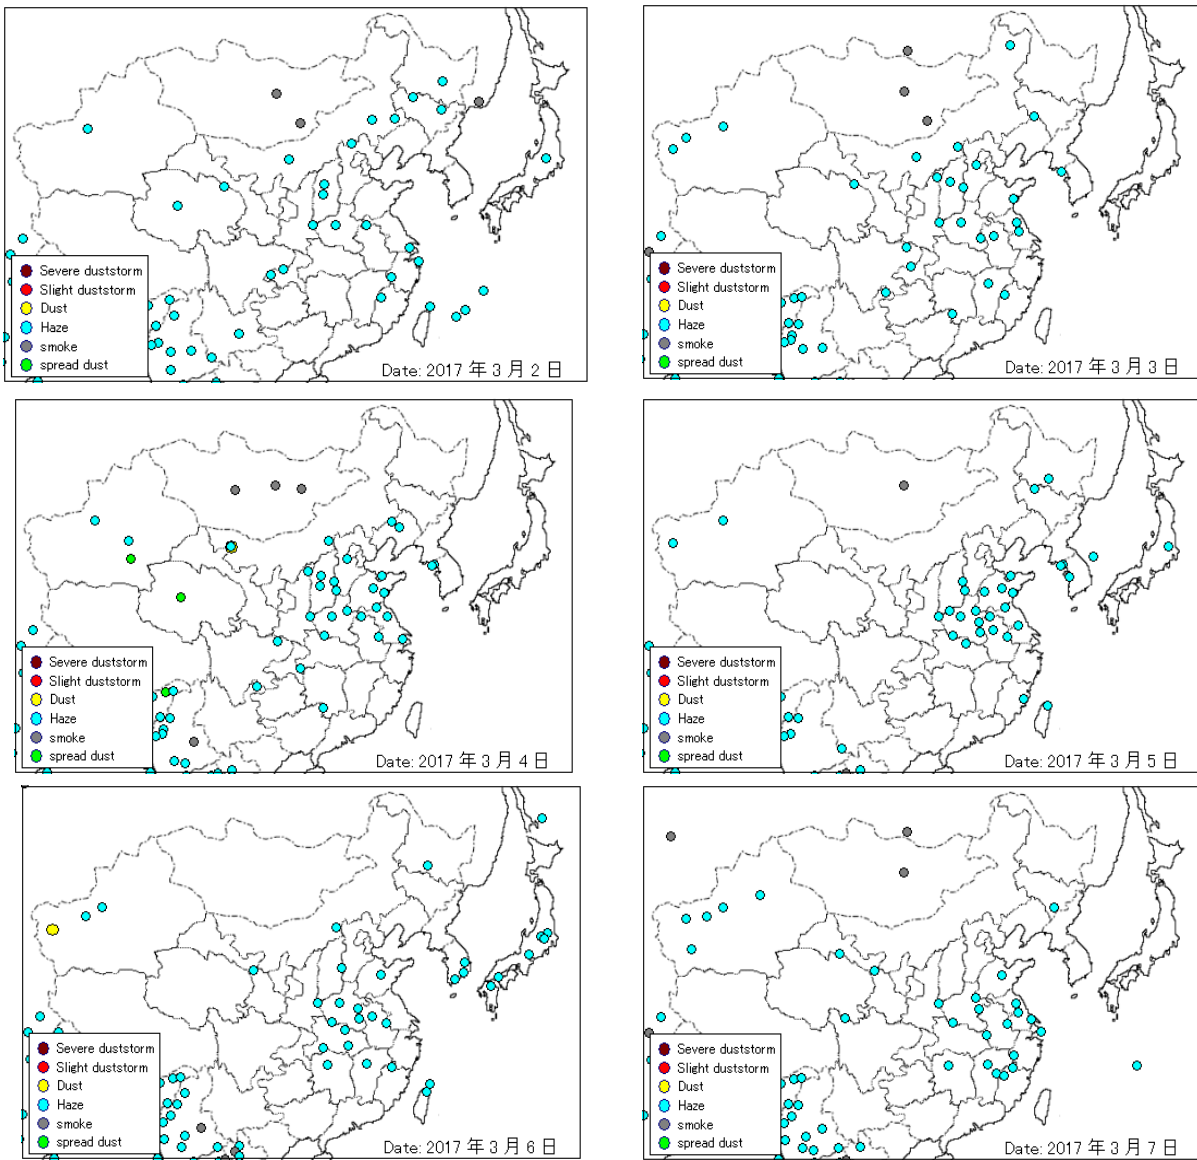 Severe duststorm
Slight duststorm
Dust
Haze
smoke
spread dust
Date: 2017 年 3 月 2 日
Severe duststorm
Slight duststorm
Dust
Haze
smoke
spread dust
Date: 2017 年 3 月 3 日
Severe duststorm
Slight duststorm
Dust
Haze
smoke
spread dust
Date: 2017 年 3 月 4 日
Severe duststorm
Slight duststorm
Dust
Haze
smoke
spread dust
Date: 2017 年 3 月 5 日
Severe duststorm
Slight duststorm
Dust
Haze
smoke
spread dust
Date: 2017 年 3 月 6 日
Severe duststorm
Slight duststorm
Dust
Haze
smoke
spread dust
Date: 2017 年 3 月 7 日